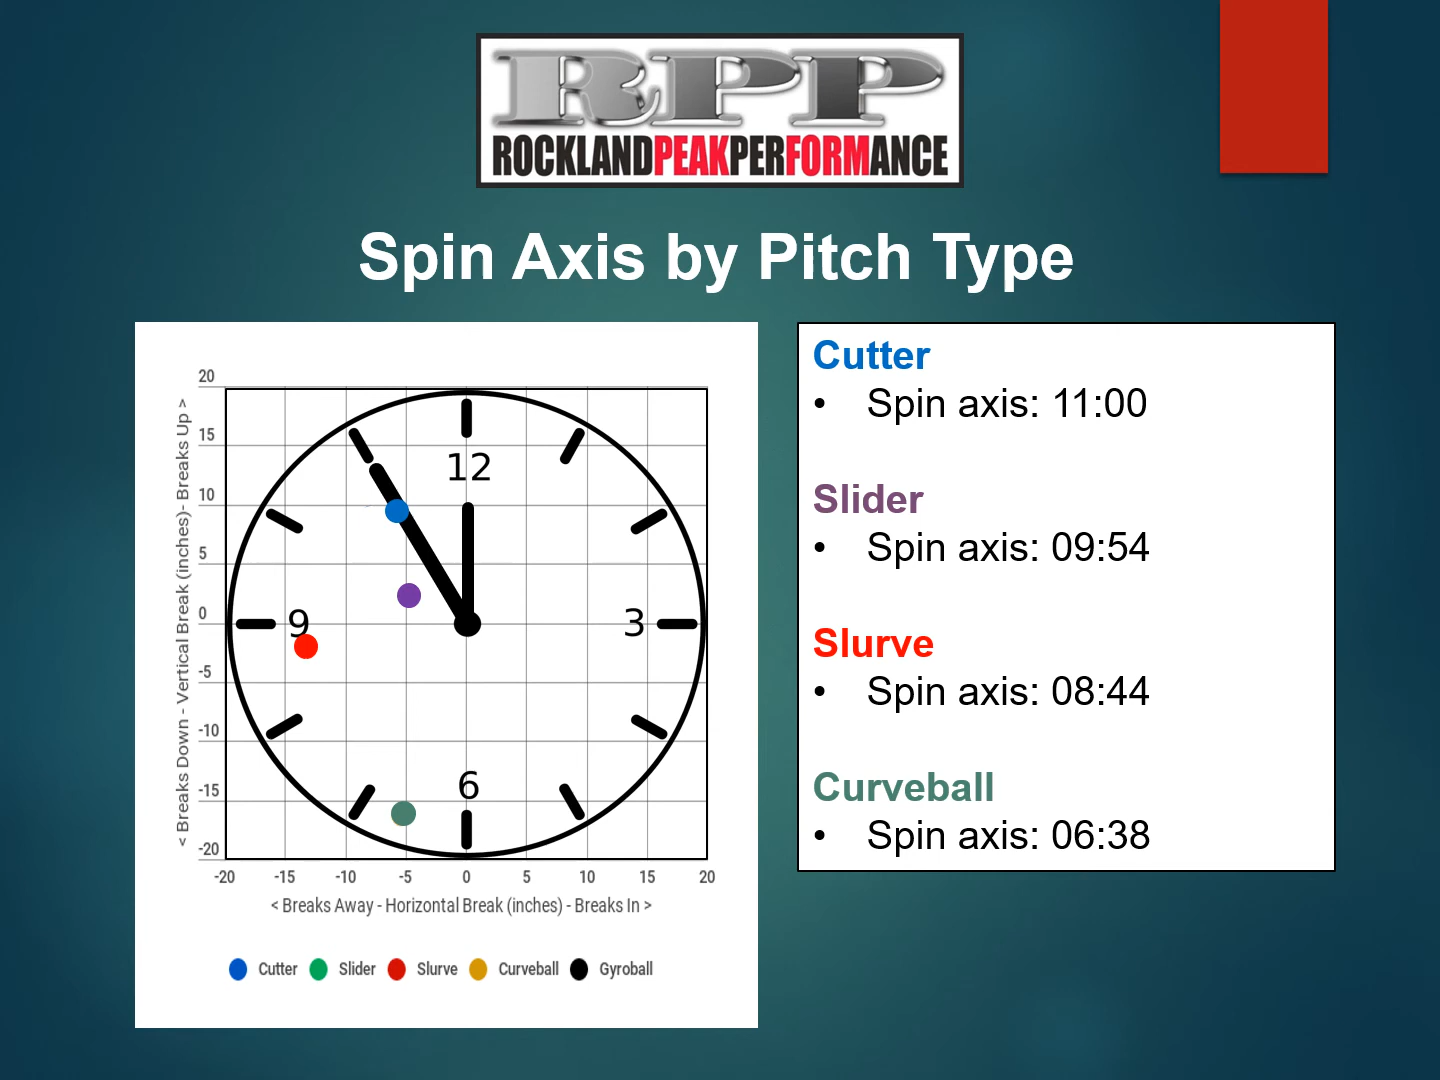 RPP
ROCKLANDPEAKPERFORMANCE
Spin Axis by Pitch Type
< Breaks Down - Vertical Break (inches)- Breaks Up >
20
15
10
5
0
-5
-10
-15
-20
12
9
3
6
-20 -15 -10 -5 0 5 10 15 20
< Breaks Away - Horizontal Break (inches) - Breaks In >
Cutter Slider Slurve Curveball Gyroball
Cutter
• Spin axis: 11:00
Slider
• Spin axis: 09:54
Slurve
• Spin axis: 08:44
Curveball
• Spin axis: 06:38